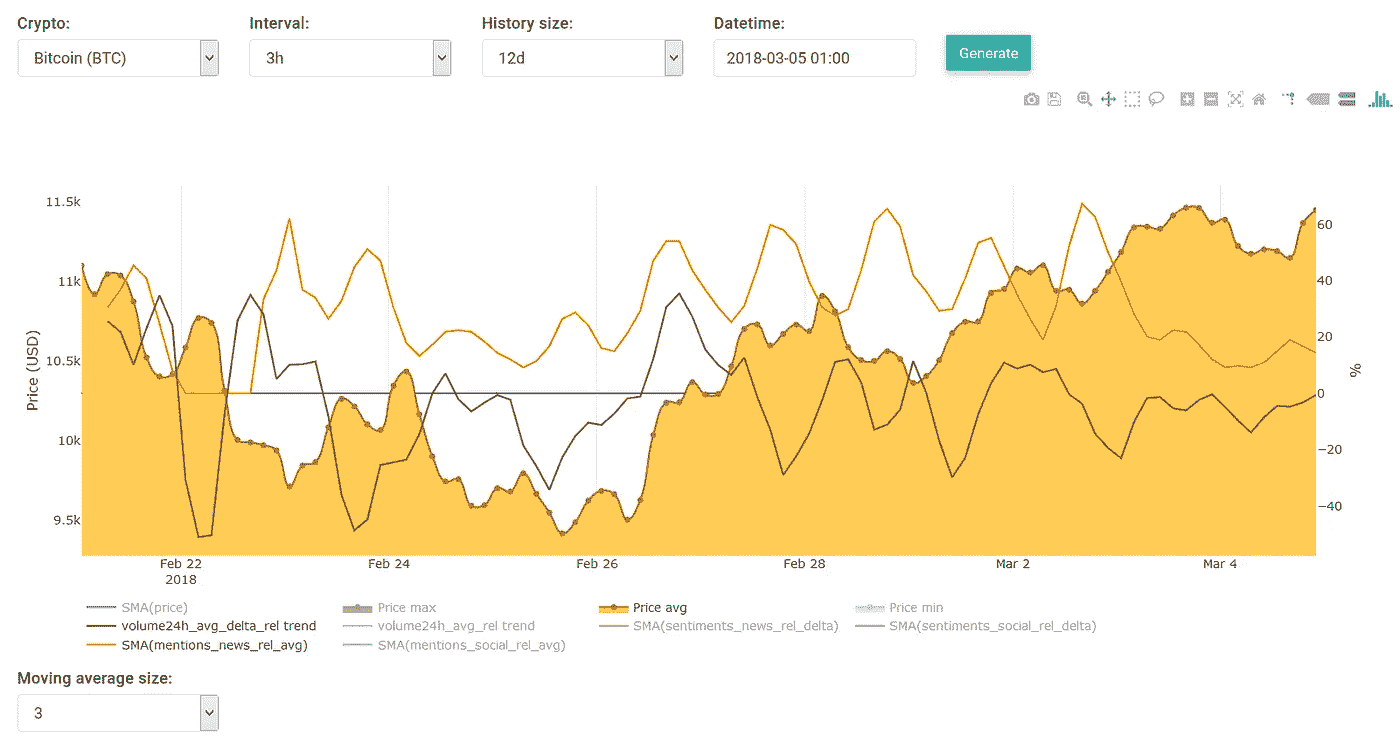 Crypto: Interval: History size: Datetime:
Bitcoin (BTC) 3h 12d 2018-03-05 01:00 Generate
11.5k
11k
10.5k
10k
9.5k
Price (USD)
60
40
20
0
−20
−40
%
Feb 22 Feb 24 Feb 26 Feb 28 Mar 2 Mar 4
2018
SMA(price) Price max Price avg Price min
volume24h_avg_delta_rel trend volume24h_avg_rel trend SMA(sentiments_news_rel_delta) SMA(sentiments_social_rel_delta)
SMA(mentions_news_rel_avg) SMA(mentions_social_rel_avg)
Moving average size:
3